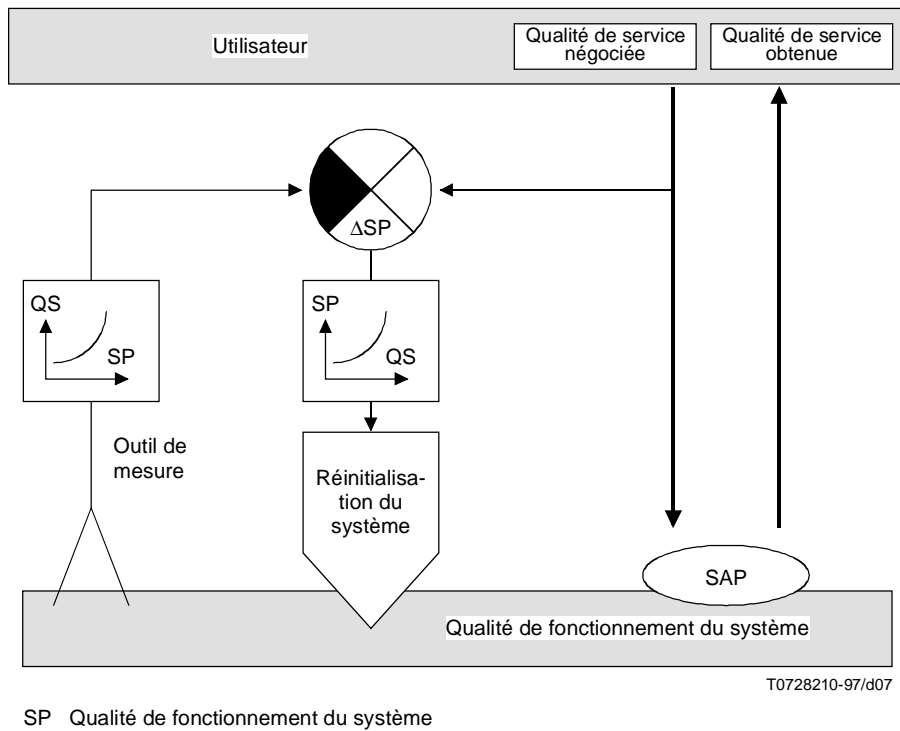 Utilisateur
Qualité de service
négociée
Qualité de service
obtenue
ΔSP
QS
SP
SP
QS
Outil de
mesure
Réinitialisa-
tion du
système
SAP
Qualité de fonctionnement du système
T0728210-97/d07
SP Qualité de fonctionnement du système